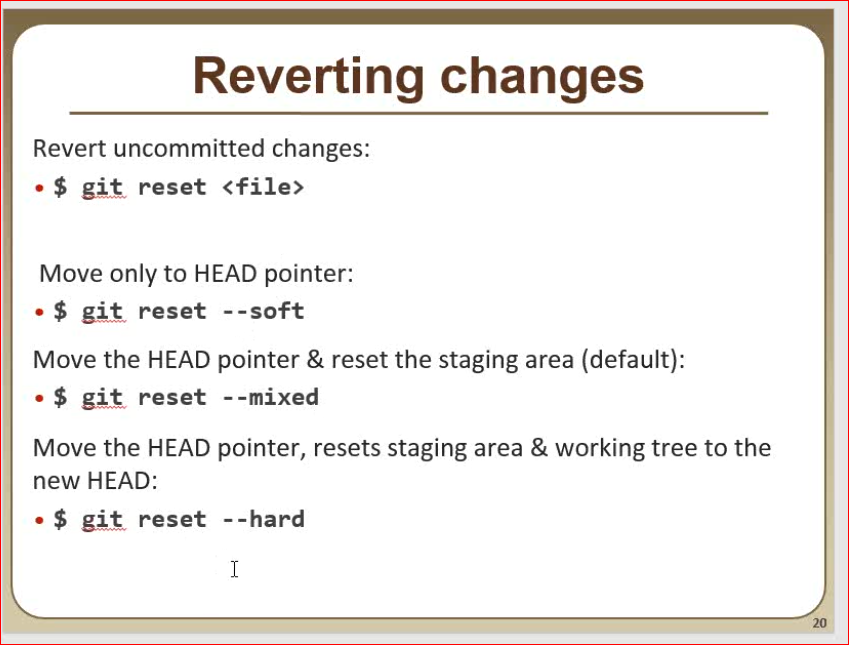 Reverting changes
Revert uncommitted changes:
• $ git reset <file>
Move only to HEAD pointer:
• $ git reset --soft
Move the HEAD pointer & reset the staging area (default):
• $ git reset --mixed
Move the HEAD pointer, resets staging area & working tree to the
new HEAD:
• $ git reset --hard
20